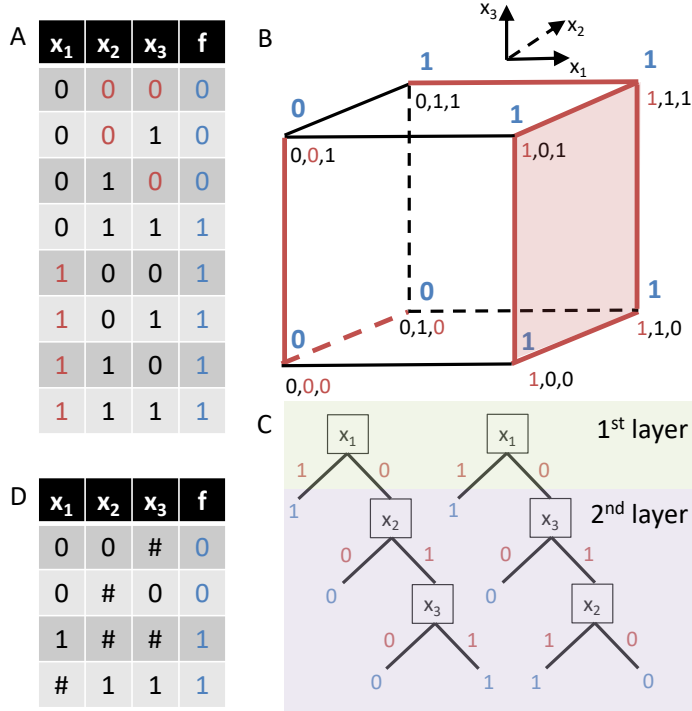 A
x₁ x₂ x₃ f
0 0 0 0
0 0 1 0
0 1 0 0
0 1 1 1
1 0 0 1
1 0 1 1
1 1 0 1
1 1 1 1
B
x₃
x₂
x₁
1 1
0,1,1 1,1,1
0 1
0,0,1 1,0,1
0 1
0,1,0 1,1,0
0 1
0,0,0 1,0,0
C
1st layer
x₁ x₁
1 0 1 0
1 1
2nd layer
x₂ x₃
0 1 0 1
0 0
x₃ x₂
0 1 1 0
0 1 1 0
D
x₁ x₂ x₃ f
0 0 # 0
0 # 0 0
1 # # 1
# 1 1 1